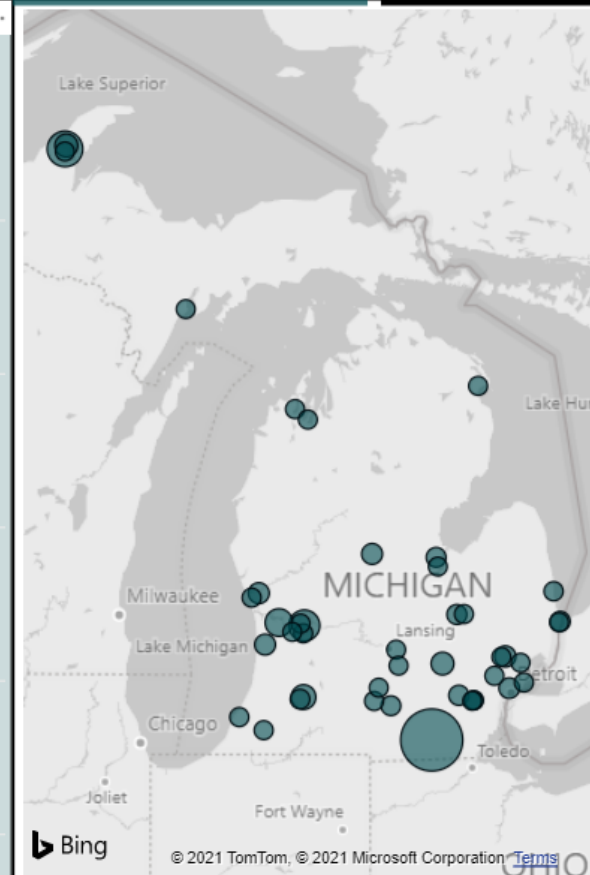 Lake Superior
Lake Hu
MICHIGAN
Milwaukee
Lansing
Lake Michigan
etroit
Chicago
Toledo
Joliet
Fort Wayne
Bing
© 2021 TomTom, © 2021 Microsoft Corporation Terms
OHIO